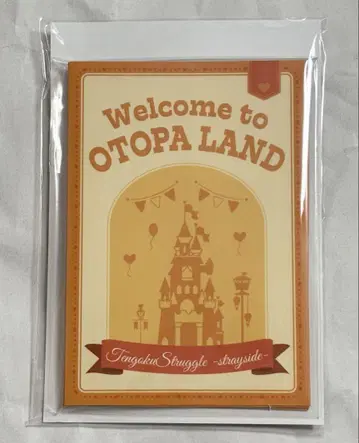 Welcome to
OTOPA LAND
TengokuStruggle -strayside-